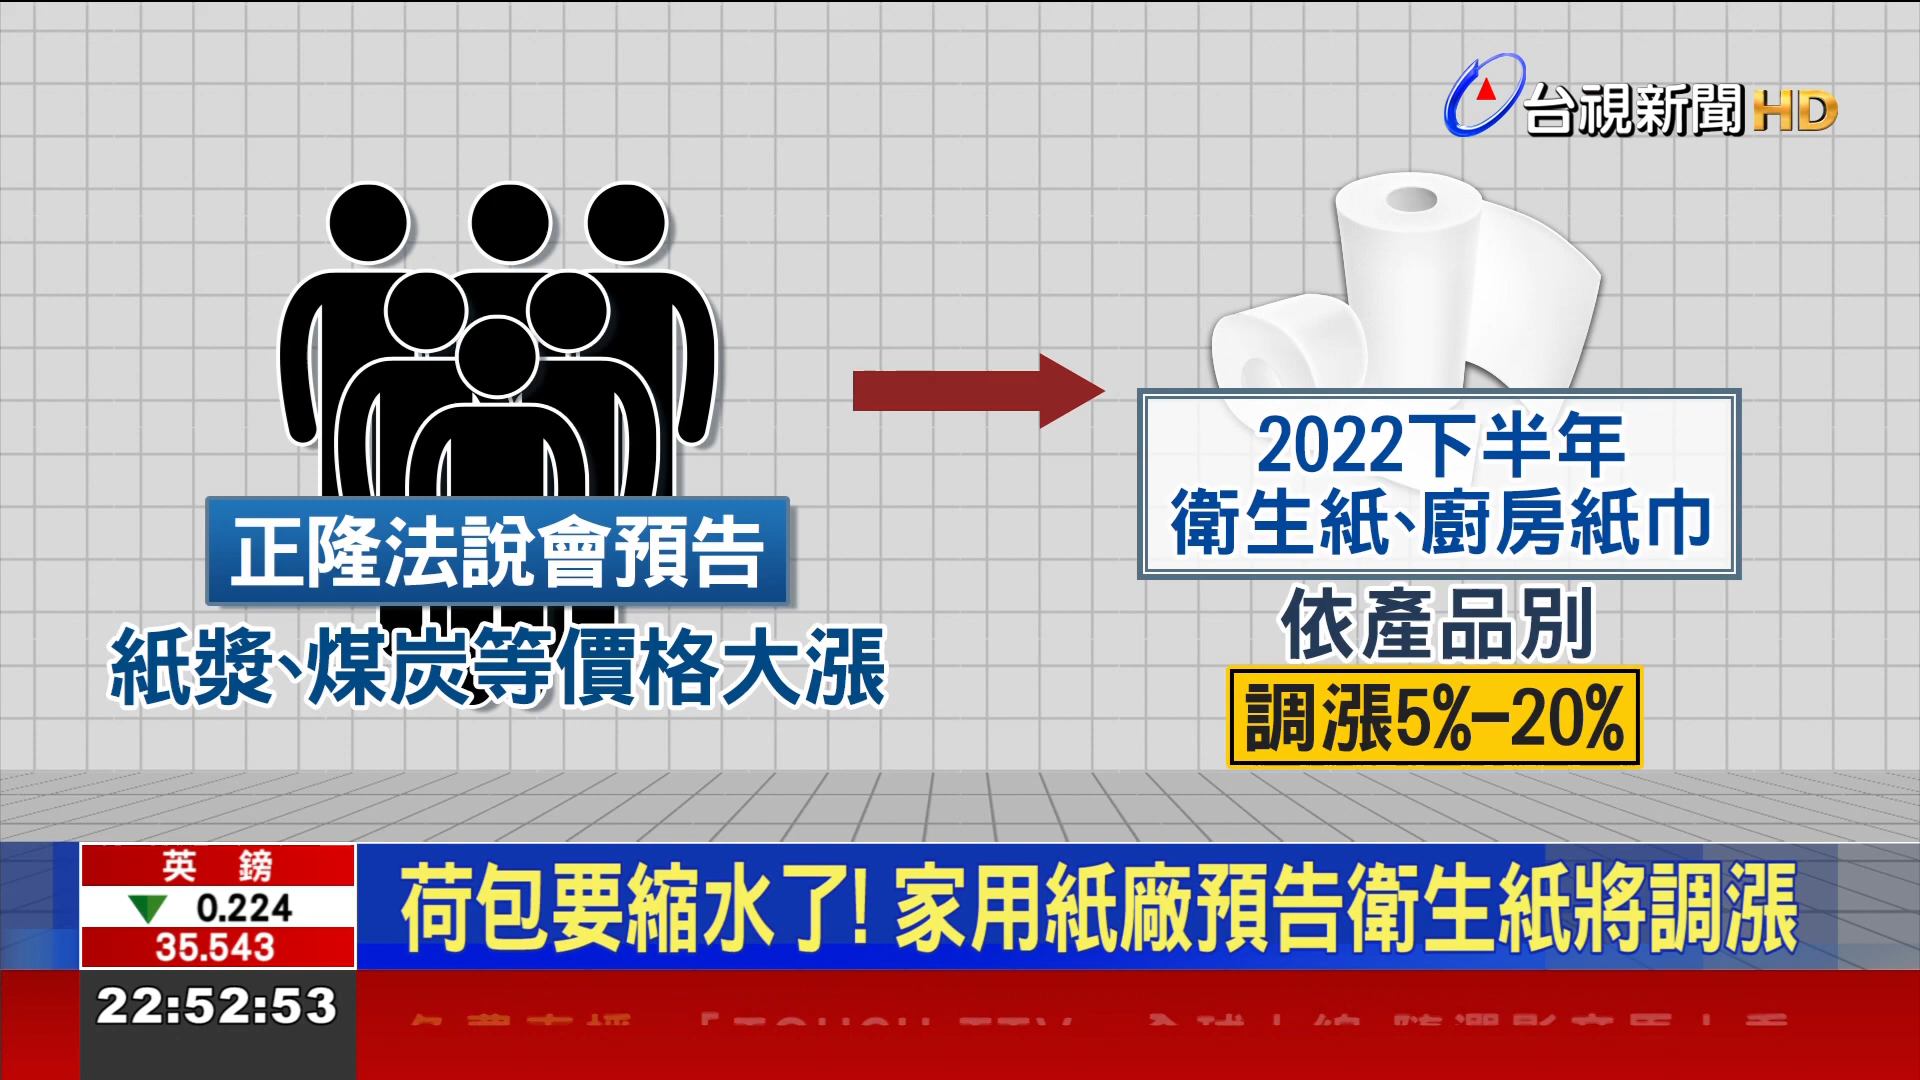 台視新聞HD
正隆法說會預告
紙漿、煤炭等價格大漲
2022下半年
衛生紙、廚房紙巾
依產品別
調漲5%-20%
英 鎊
0.224
35.543
荷包要縮水了! 家用紙廠預告衛生紙將調漲
22:52:53